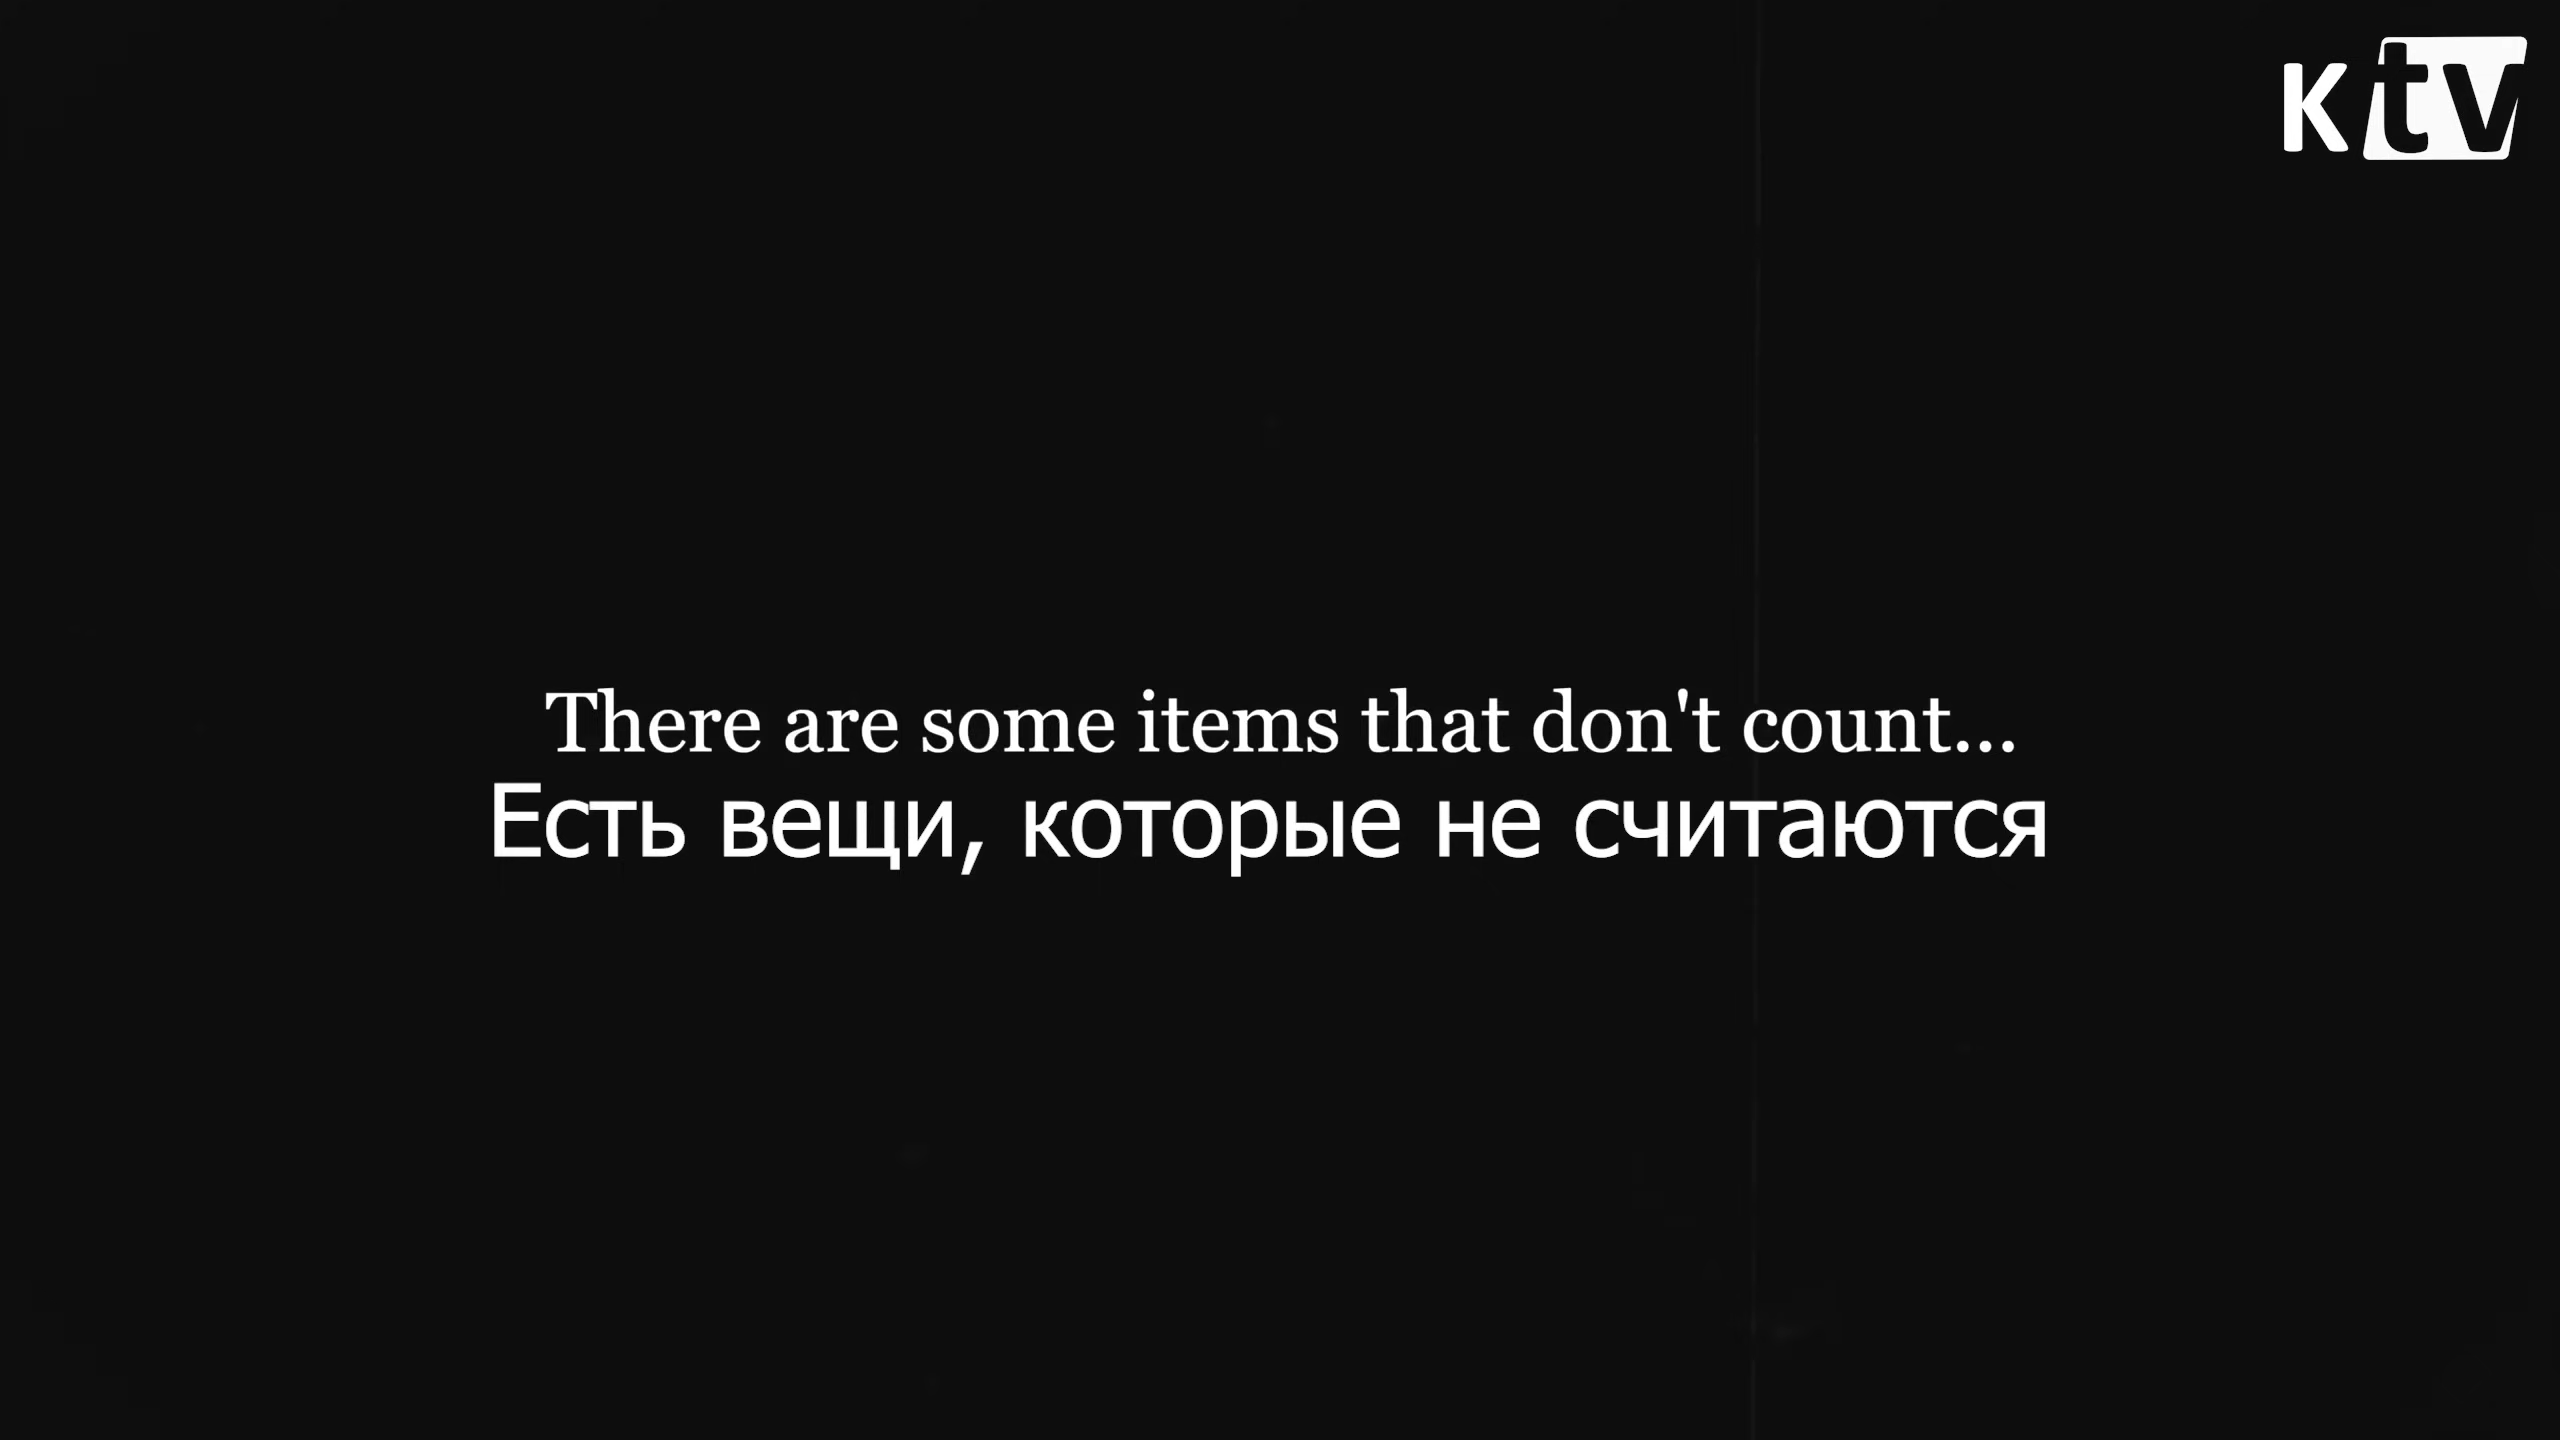 Ktv
There are some items that don't count...
Есть вещи, которые не считаются